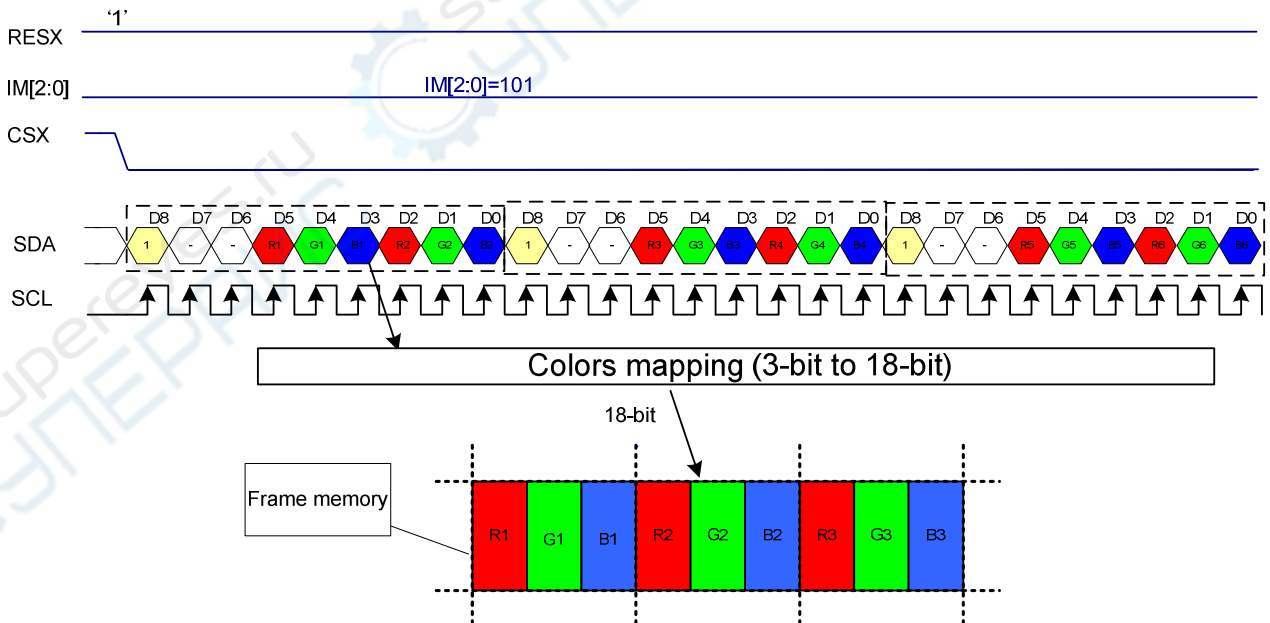 ‘1’
RESX
IM[2:0]
IM[2:0]=101
CSX
D8 D7 D6 D5 D4 D3 D2 D1 D0 D8 D7 D6 D5 D4 D3 D2 D1 D0 D8 D7 D6 D5 D4 D3 D2 D1 D0
SDA
1 - - R1 G1 B1 R2 G2 B2 1 - - R3 G3 B3 R4 G4 B4 1 - - R5 G5 B5 R6 G6 B6
SCL
Colors mapping (3-bit to 18-bit)
18-bit
Frame memory
R1 G1 B1 R2 G2 B2 R3 G3 B3
supereyes.ru
СУПЕРАЙС